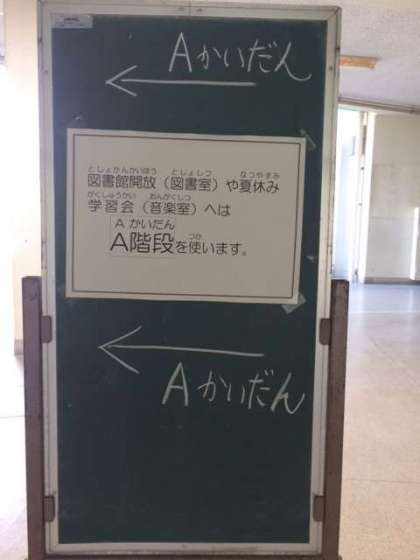 Aかいだん
←
としょかんかいほう としょしつ なつやすみ
図書館開放（図書室）や夏休み
がくしゅうかい おんがくしつ
学習会（音楽室）へは
A かいだん つか
A階段を使います。
←
Aかいだん